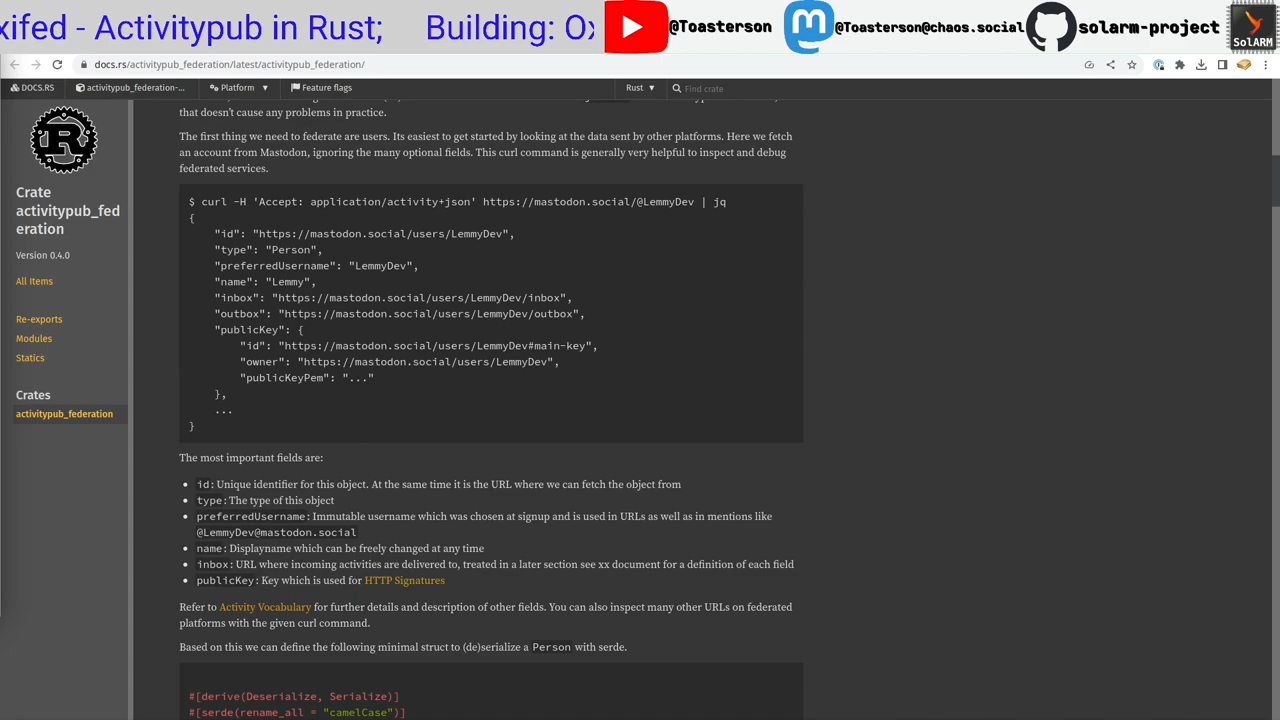 xifed - Activitypub in Rust;    Building: Ox
@Toasterson
@Toasterson@chaos.social
solarm-project
SolARM
docs.rs/activitypub_federation/latest/activitypub_federation/
DOCS.RS
activitypub_federation-...
Platform
Feature flags
Rust
Find crate
Crate
activitypub_fed
eration
Version 0.4.0
All Items
Re-exports
Modules
Statics
Crates
activitypub_federation
that doesn't cause any problems in practice.
The first thing we need to federate are users. Its easiest to get started by looking at the data sent by other platforms. Here we fetch
an account from Mastodon, ignoring the many optional fields. This curl command is generally very helpful to inspect and debug
federated services.
$ curl -H 'Accept: application/activity+json' https://mastodon.social/@LemmyDev | jq
{
    "id": "https://mastodon.social/users/LemmyDev",
    "type": "Person",
    "preferredUsername": "LemmyDev",
    "name": "Lemmy",
    "inbox": "https://mastodon.social/users/LemmyDev/inbox",
    "outbox": "https://mastodon.social/users/LemmyDev/outbox",
    "publicKey": {
        "id": "https://mastodon.social/users/LemmyDev#main-key",
        "owner": "https://mastodon.social/users/LemmyDev",
        "publicKeyPem": "..."
    },
    ...
}
The most important fields are:
• id: Unique identifier for this object. At the same time it is the URL where we can fetch the object from
• type: The type of this object
• preferredUsername: Immutable username which was chosen at signup and is used in URLs as well as in mentions like
@LemmyDev@mastodon.social
• name: Displayname which can be freely changed at any time
• inbox: URL where incoming activities are delivered to, treated in a later section see xx document for a definition of each field
• publicKey: Key which is used for HTTP Signatures
Refer to Activity Vocabulary for further details and description of other fields. You can also inspect many other URLs on federated
platforms with the given curl command.
Based on this we can define the following minimal struct to (de)serialize a Person with serde.
#[derive(Deserialize, Serialize)]
#[serde(rename_all = "camelCase")]